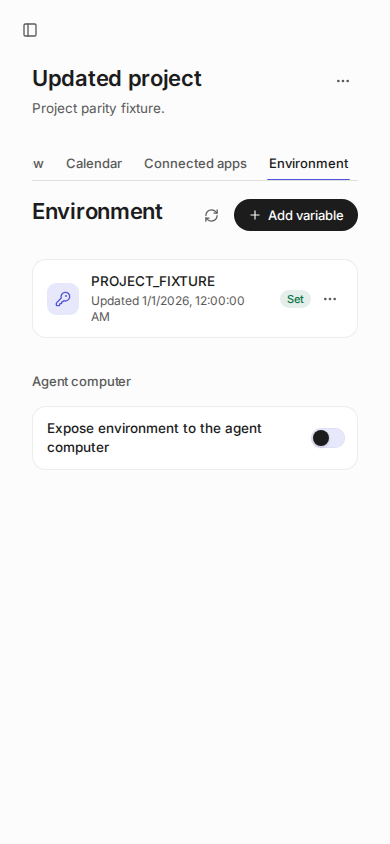 Updated project
Project parity fixture.
w Calendar Connected apps Environment
Environment
Add variable
PROJECT_FIXTURE
Updated 1/1/2026, 12:00:00
AM
Set
Agent computer
Expose environment to the agent
computer